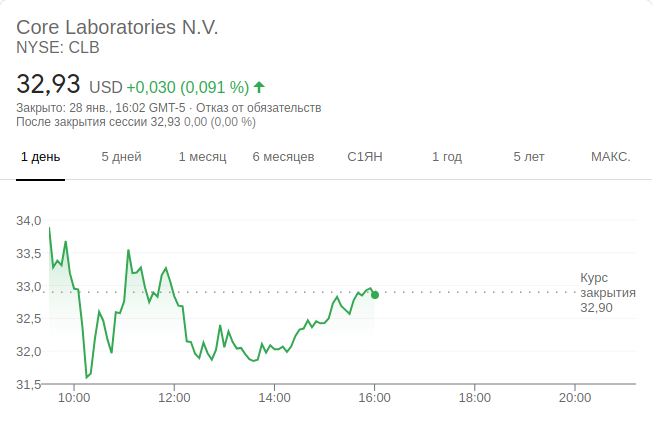 Core Laboratories N.V.
NYSE: CLB
32,93 USD +0,030 (0,091 %)
Закрыто: 28 янв., 16:02 GMT-5 · Отказ от обязательств
После закрытия сессии 32,93 0,00 (0,00 %)
1 день 5 дней 1 месяц 6 месяцев С1ЯН 1 год 5 лет МАКС.
34,0
33,5
33,0
32,5
32,0
31,5
Курс
закрытия
32,90
10:00 12:00 14:00 16:00 18:00 20:00